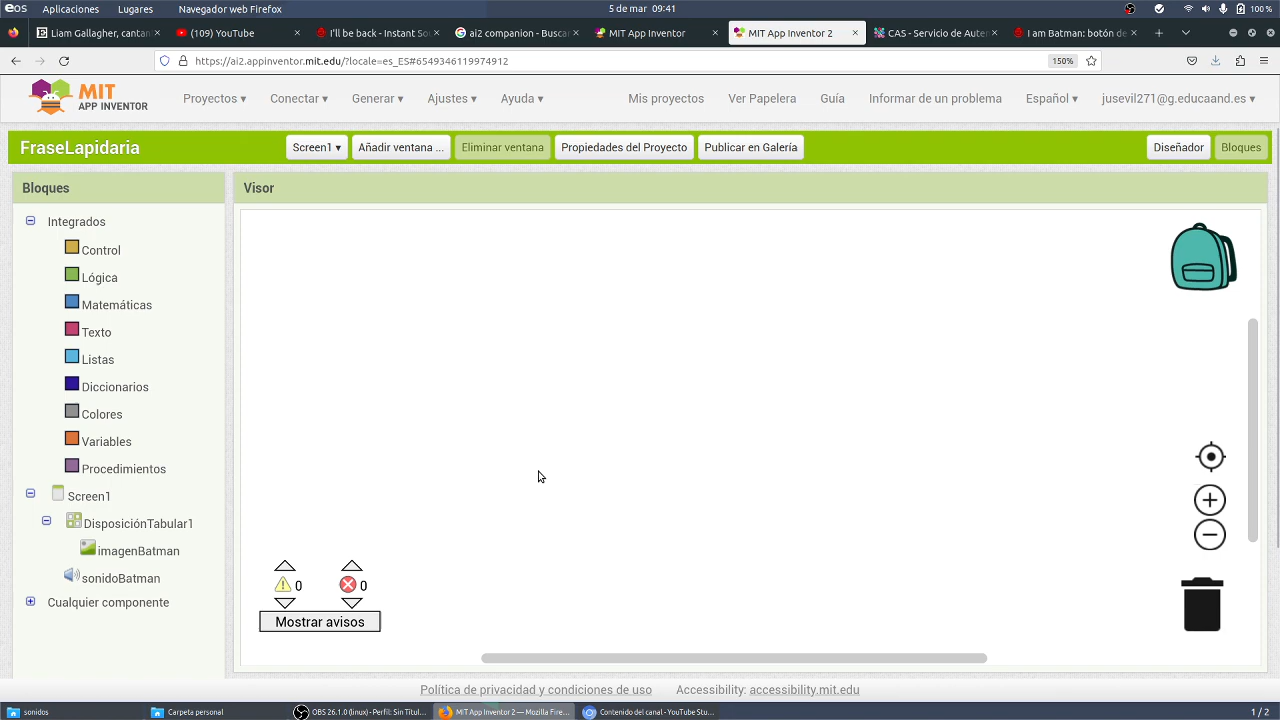 Aplicaciones Lugares Navegador web Firefox 5 de mar 09:41 100 %
Liam Gallagher, cantan (109) YouTube I'll be back - Instant So ai2 companion - Buscar MIT App Inventor MIT App Inventor 2 CAS - Servicio de Auten I am Batman: botón de
https://ai2.appinventor.mit.edu/?locale=es_ES#6549346119974912 150%
MIT
APP INVENTOR
Proyectos ▾ Conectar ▾ Generar ▾ Ajustes ▾ Ayuda ▾ Mis proyectos Guía Informar de un problema Español ▾ jusevil271@g.educaand.es ▾
FraseLapidaria Screen1 ▾ Añadir ventana ... Eliminar ventana Propiedades del Proyecto Publicar en Galería Diseñador Bloques
Bloques Visor
Integrados
Control
Lógica
Matemáticas
Texto
Listas
Diccionarios
Colores
Variables
Procedimientos
Screen1
DisposiciónTabular1
imagenBatman
sonidoBatman
Cualquier componente
0 0
Mostrar avisos
Política de privacidad y condiciones de uso Accessibility: accessibility.mit.edu
sonidos Carpeta personal OBS 26.1.0 (linux) - Perfil: Sin Titul... MIT App Inventor 2 — Mozilla Fire... Contenido del canal - YouTube Stu... 1 / 2